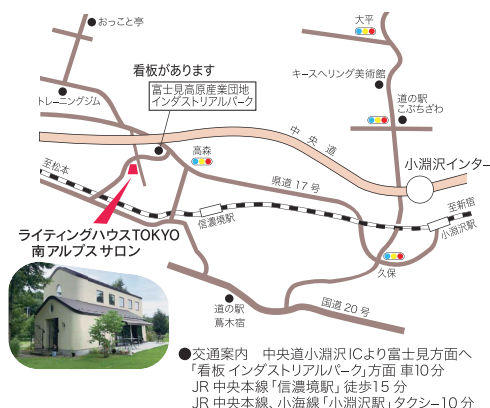 おっこと亭
大平
看板があります
キースへリング美術館
トレーニングジム
富士見高原産業団地
インダストリアルパーク
道の駅
こぶちざわ
中央道
高森
小淵沢インター
至松本
県道17号
至新宿
信濃境駅
小淵沢駅
ライティングハウスTOKYO
南アルプスサロン
久保
道の駅
蔦木宿
国道20号
●交通案内 中央道小淵沢ICより富士見方面へ
「看板 インダストリアルパーク」方面 車10分
JR 中央本線「信濃境駅」徒歩15分
JR 中央本線、小海線「小淵沢駅」タクシー10分